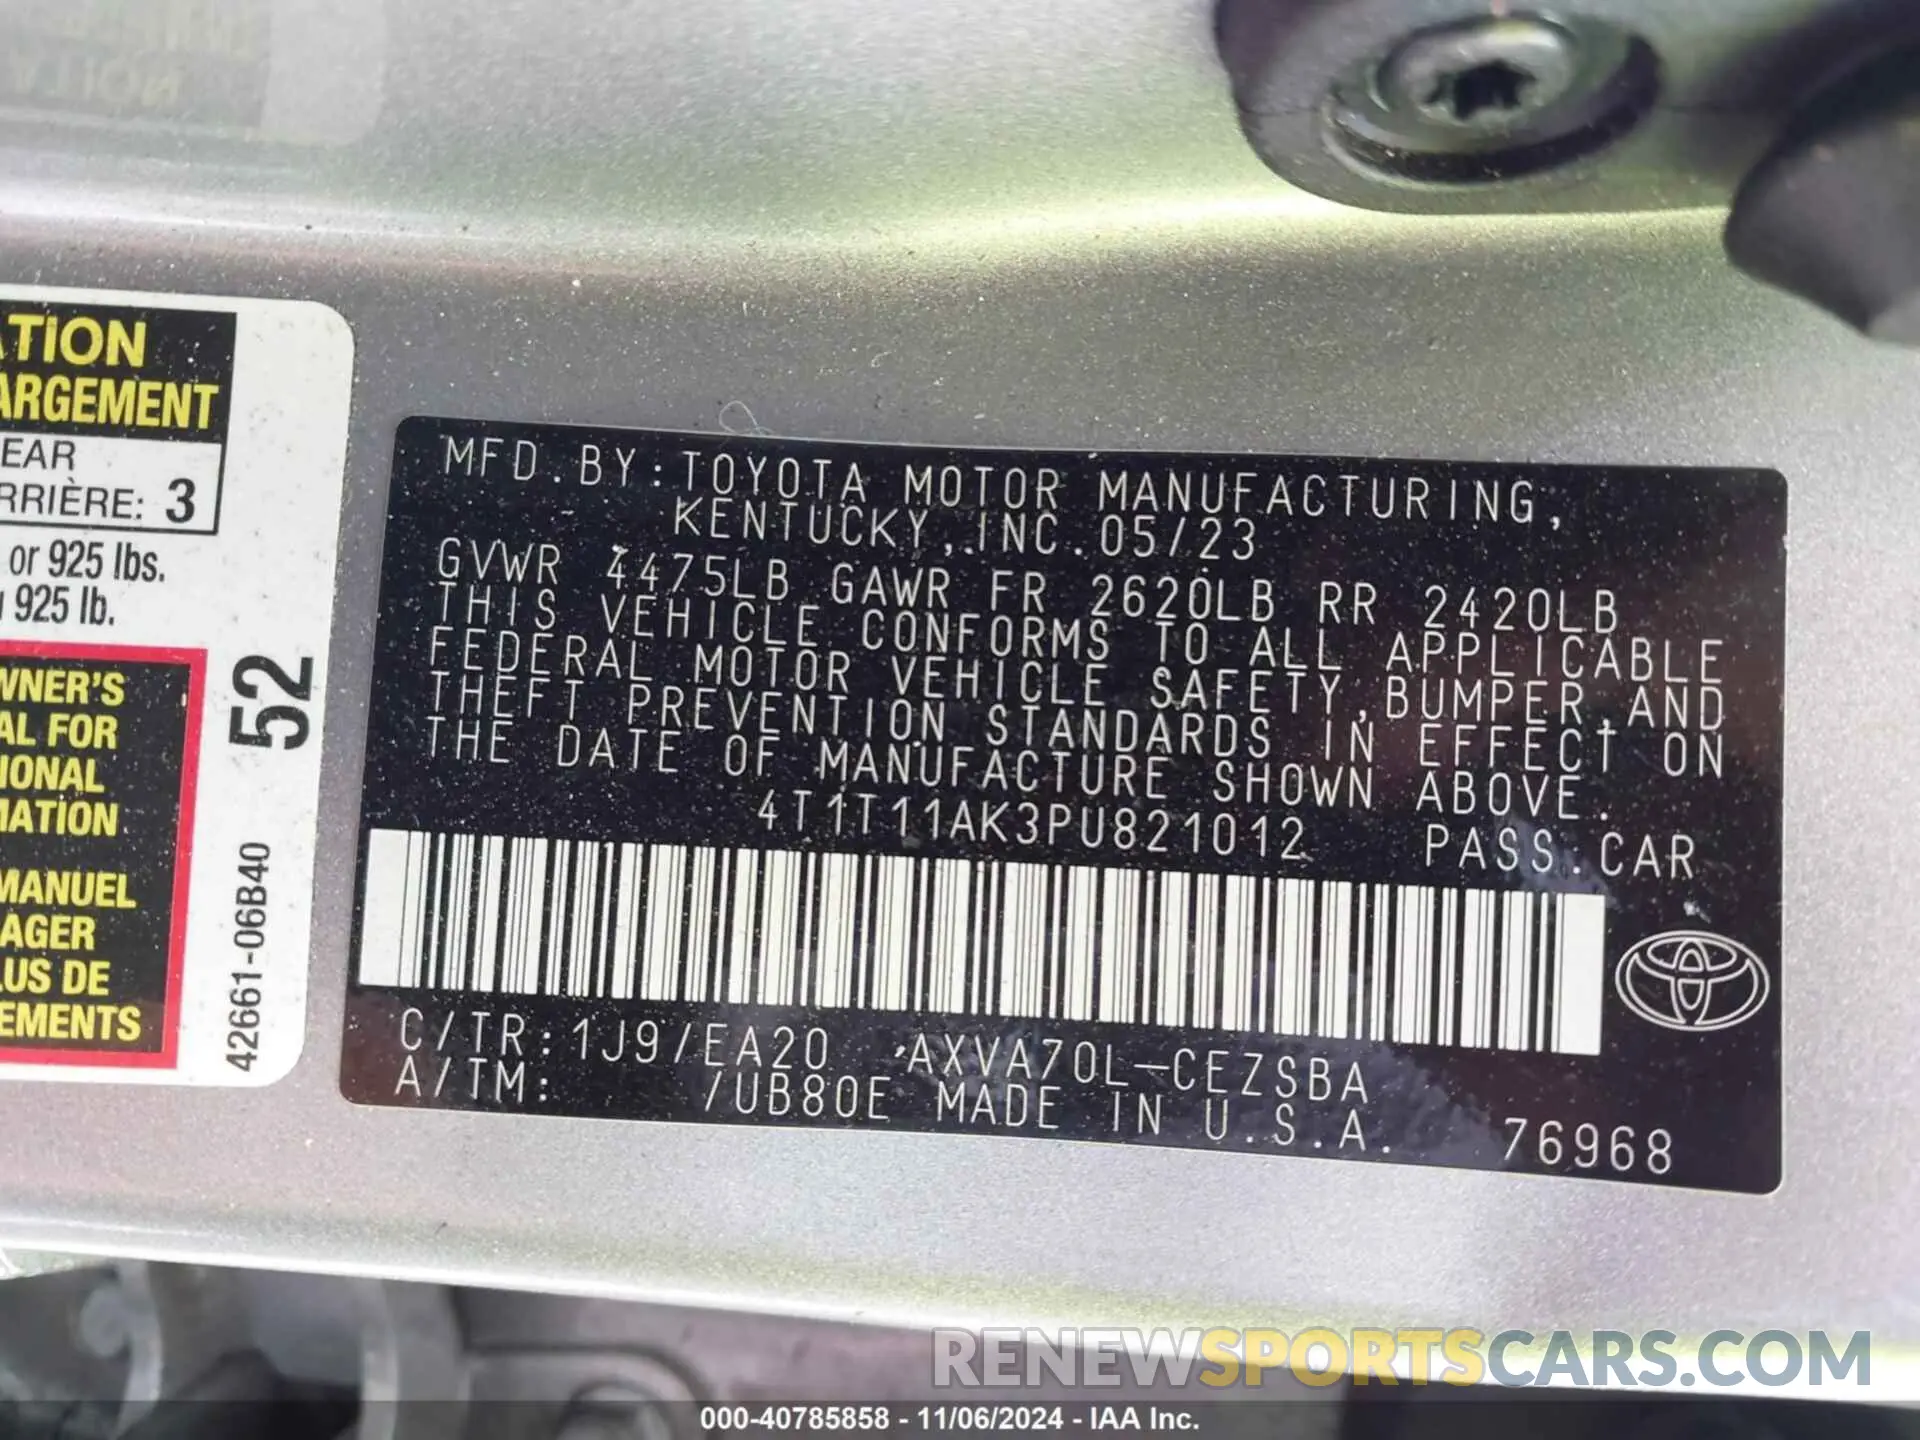 ATION
ARGEMENT
EAR
RRIÈRE: 3
or 925 lbs.
925 lb.
WNER'S
AL FOR
IONAL
MATION
MANUEL
AGER
LUS DE
EMENTS
52
42661-06B40
MFD.BY:TOYOTA MOTOR MANUFACTURING,
KENTUCKY,INC.05/23
GVWR 4475LB GAWR FR 2620LB RR 2420LB
THIS VEHICLE CONFORMS TO ALL APPLICABLE
FEDERAL MOTOR VEHICLE SAFETY,BUMPER,AND
THEFT PREVENTION STANDARDS IN EFFECT ON
THE DATE OF MANUFACTURE SHOWN ABOVE.
4T1T11AK3PU821012 PASS.CAR
C/TR:1J9/EA20 AXVA70L-CEZSBA
A/TM: /UB80E MADE IN U.S.A. 76968
RENEWSPORTSCARS.COM
000-40785858 - 11/06/2024 - IAA Inc.